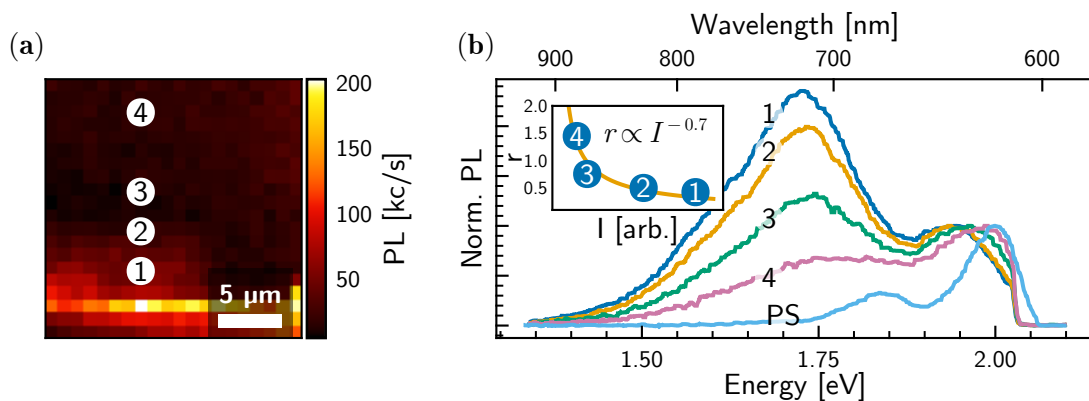 (a)
4
3
2
1
5 μm
200
150
100
50
PL [kc/s]
(b)
Wavelength [nm]
900
800
700
600
Norm. PL
1
2
3
4
PS
2.0
1.5
1.0
0.5
r
r ∝ I^{-0.7}
4
3
2
1
I [arb.]
1.50
1.75
2.00
Energy [eV]